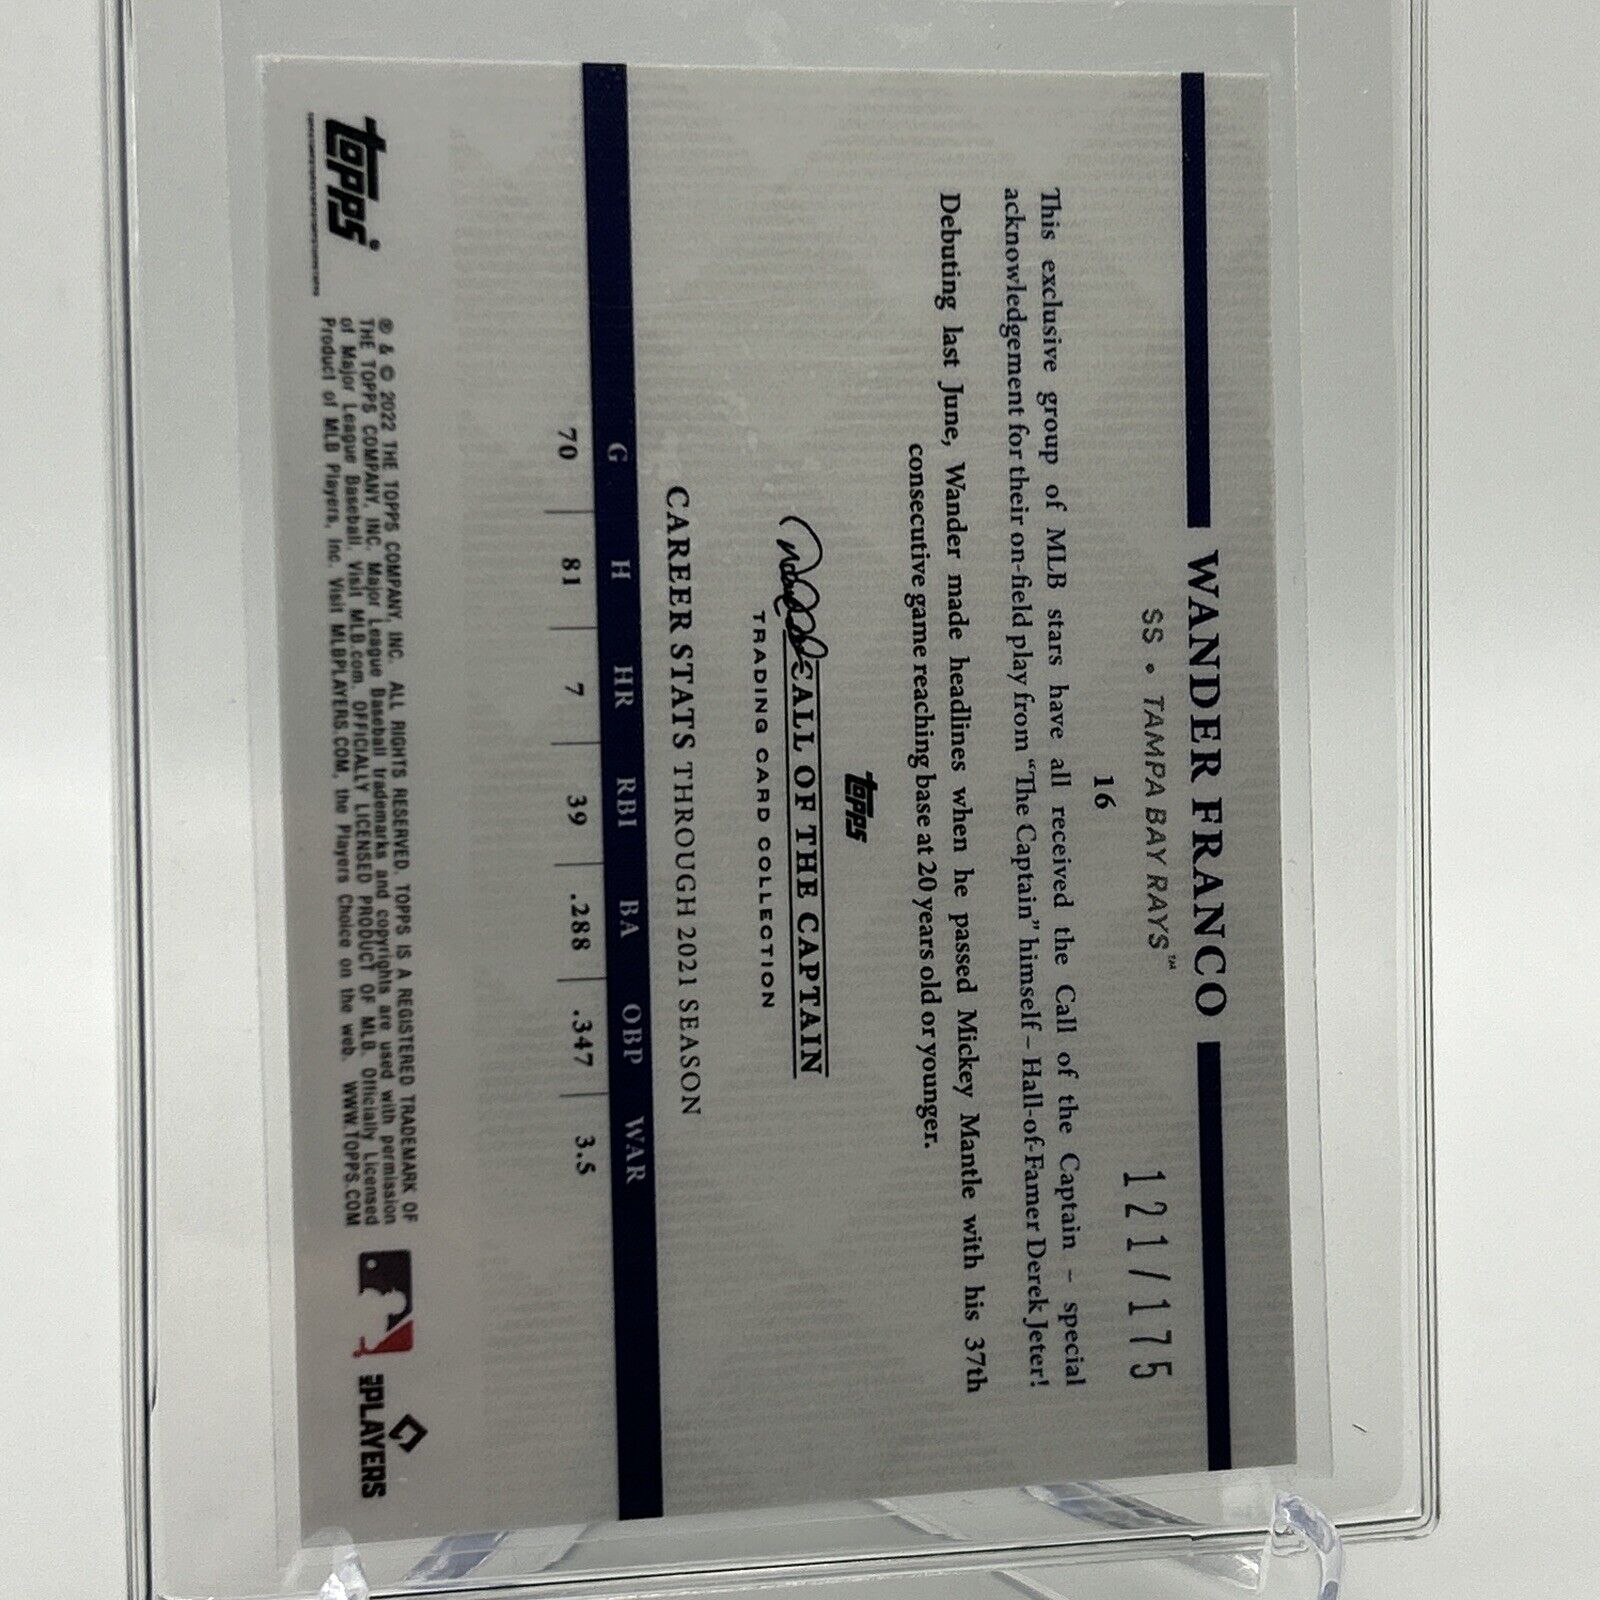 WANDER FRANCO
SS • TAMPA BAY RAYS™
121/175
16
This exclusive group of MLB stars have all received the Call of the Captain – special
acknowledgement for their on-field play from "The Captain" himself – Hall-of-Famer Derek Jeter!
Debuting last June, Wander made headlines when he passed Mickey Mantle with his 37th
consecutive game reaching base at 20 years old or younger.
topps
CALL OF THE CAPTAIN
TRADING CARD COLLECTION
CAREER STATS THROUGH 2021 SEASON
G H HR RBI BA OBP WAR
70 81 7 39 .288 .347 3.5
topps®
® & © 2022 THE TOPPS COMPANY, INC. ALL RIGHTS RESERVED. TOPPS IS A REGISTERED TRADEMARK OF
THE TOPPS COMPANY, INC. Major League Baseball trademarks and copyrights are used with permission
of Major League Baseball. Visit MLB.com. OFFICIALLY LICENSED PRODUCT OF MLB. Officially Licensed
Product of MLB Players, Inc. Visit MLBPLAYERS.COM, the Players Choice on the web. WWW.TOPPS.COM
MLB PLAYERS